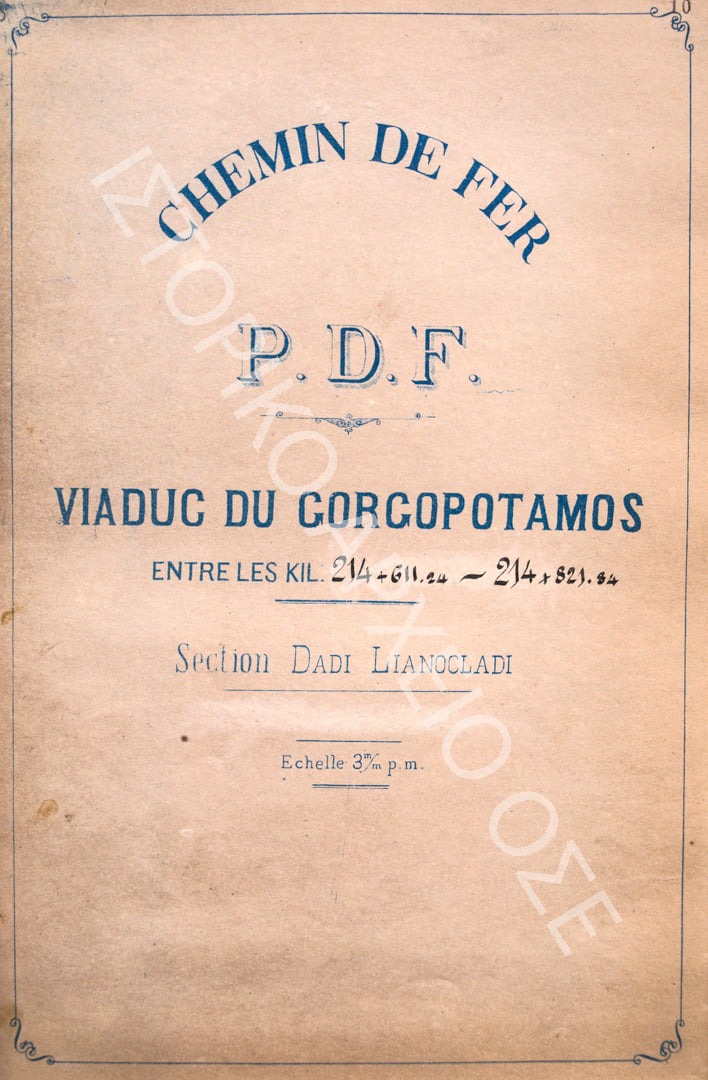 10
CHEMIN DE FER
P. D. F.
VIADUC DU GORGOPOTAMOS
ENTRE LES KIL. 214+611.24 – 214+821.84
Section DADI LIANOCLADI
Echelle 3 m/m p.m.
ΙΣΤΟΡΙΚΟ ΑΡΧΕΙΟ ΟΣΕ